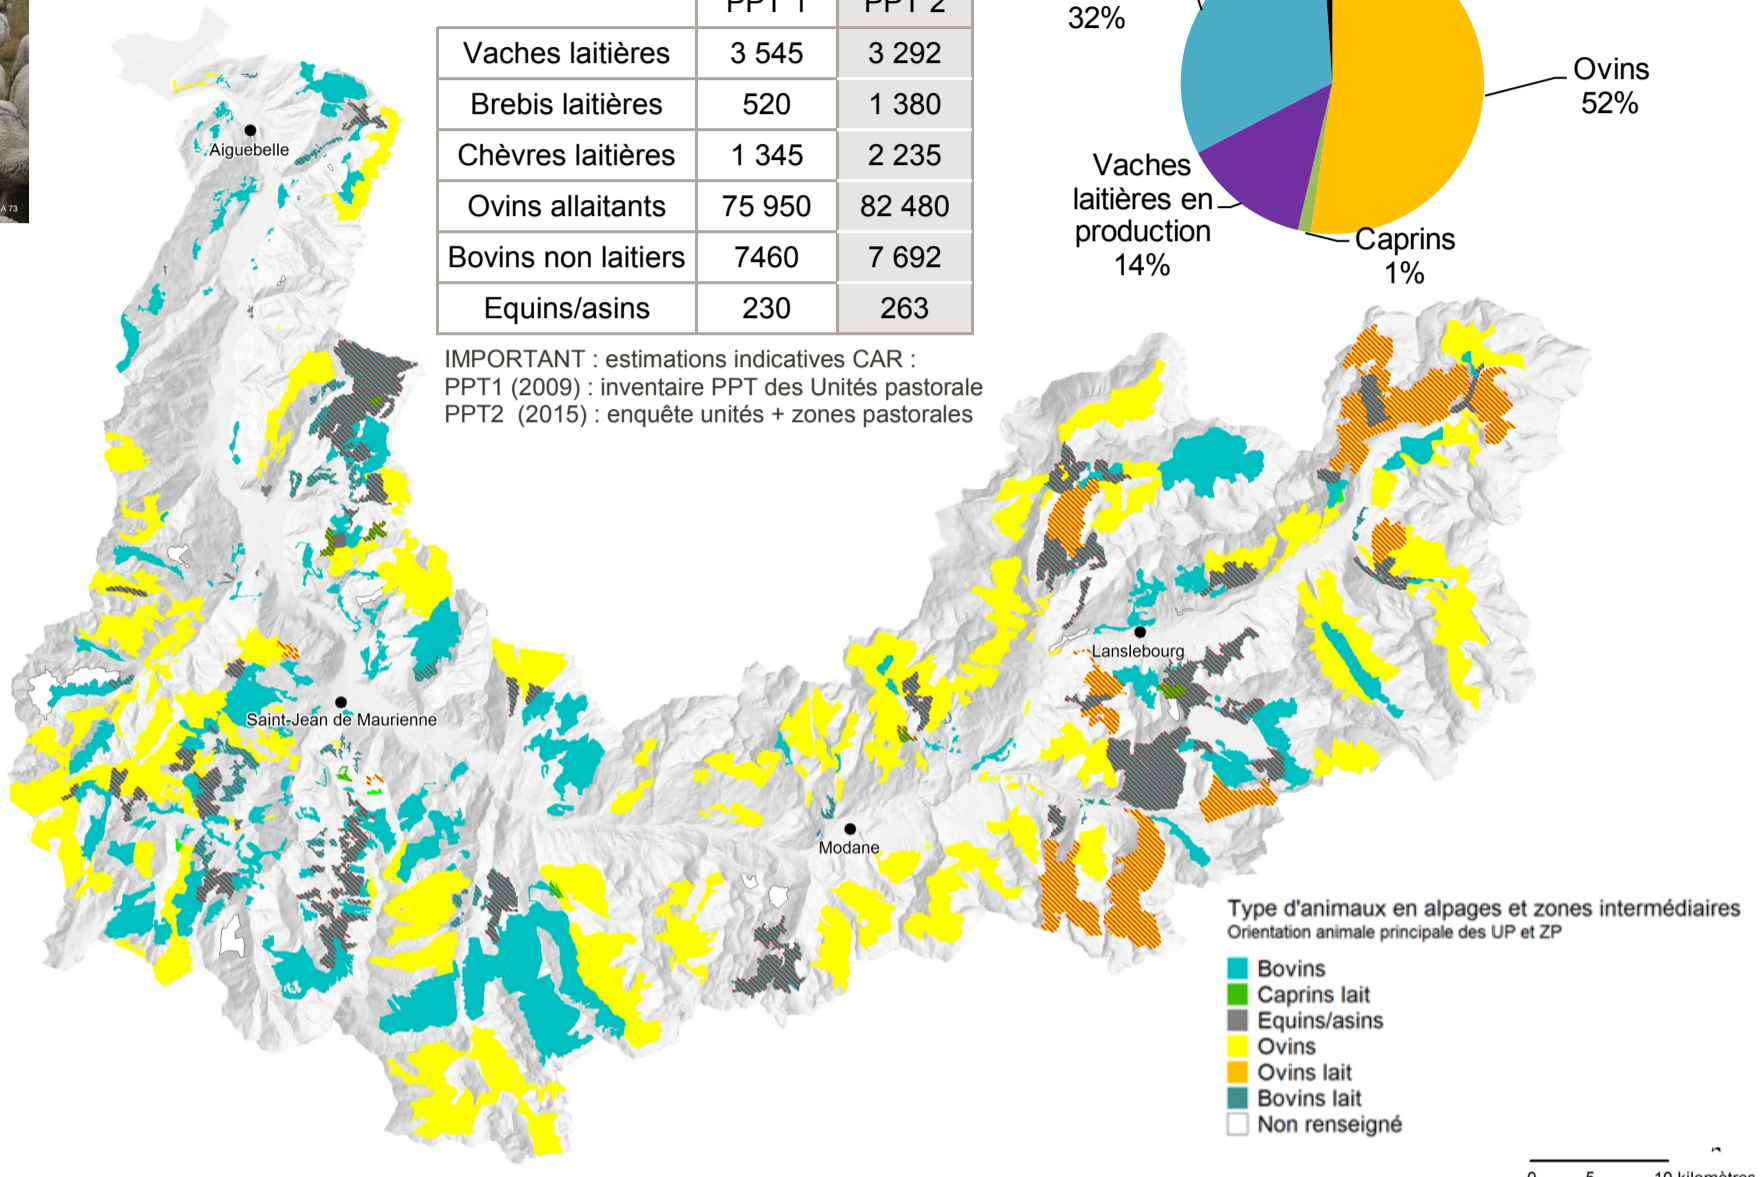 PPT 1 PPT 2
Vaches laitières 3 545 3 292
Brebis laitières 520 1 380
Chèvres laitières 1 345 2 235
Ovins allaitants 75 950 82 480
Bovins non laitiers 7460 7 692
Equins/asins 230 263
IMPORTANT : estimations indicatives CAR :
PPT1 (2009) : inventaire PPT des Unités pastorale
PPT2 (2015) : enquête unités + zones pastorales
32%
Ovins
52%
Vaches
laitières en
production
14%
Caprins
1%
A 73
Aiguebelle
Saint-Jean de Maurienne
Lanslebourg
Modane
Type d'animaux en alpages et zones intermédiaires
Orientation animale principale des UP et ZP
Bovins
Caprins lait
Equins/asins
Ovins
Ovins lait
Bovins lait
Non renseigné
0 5 10 kilomètres